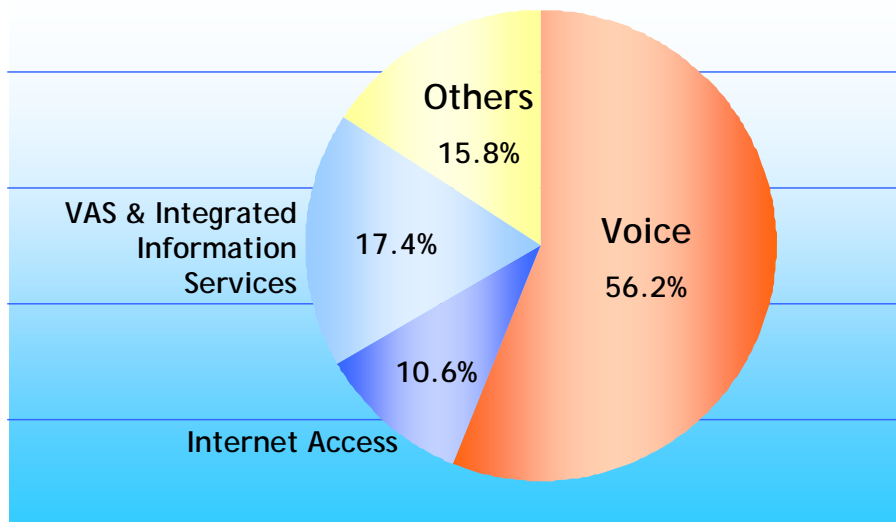 Others
15.8%
VAS & Integrated
Information
Services
17.4%
Voice
56.2%
10.6%
Internet Access